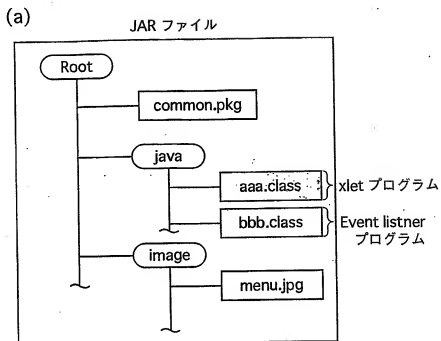 (a)
JAR ファイル
Root
common.pkg
java
aaa.class
xlet プログラム
bbb.class
Event listner
プログラム
image
menu.jpg